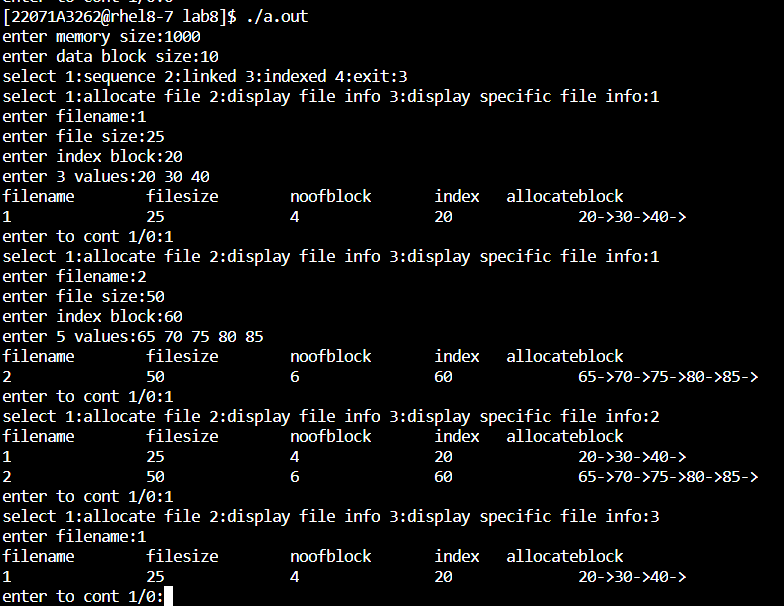 enter to cont 1/0:0
[22071A3262@rhel8-7 lab8]$ ./a.out
enter memory size:1000
enter data block size:10
select 1:sequence 2:linked 3:indexed 4:exit:3
select 1:allocate file 2:display file info 3:display specific file info:1
enter filename:1
enter file size:25
enter index block:20
enter 3 values:20 30 40
filename filesize noofblock index allocateblock
1 25 4 20 20->30->40->
enter to cont 1/0:1
select 1:allocate file 2:display file info 3:display specific file info:1
enter filename:2
enter file size:50
enter index block:60
enter 5 values:65 70 75 80 85
filename filesize noofblock index allocateblock
2 50 6 60 65->70->75->80->85->
enter to cont 1/0:1
select 1:allocate file 2:display file info 3:display specific file info:2
filename filesize noofblock index allocateblock
1 25 4 20 20->30->40->
2 50 6 60 65->70->75->80->85->
enter to cont 1/0:1
select 1:allocate file 2:display file info 3:display specific file info:3
enter filename:1
filename filesize noofblock index allocateblock
1 25 4 20 20->30->40->
enter to cont 1/0: